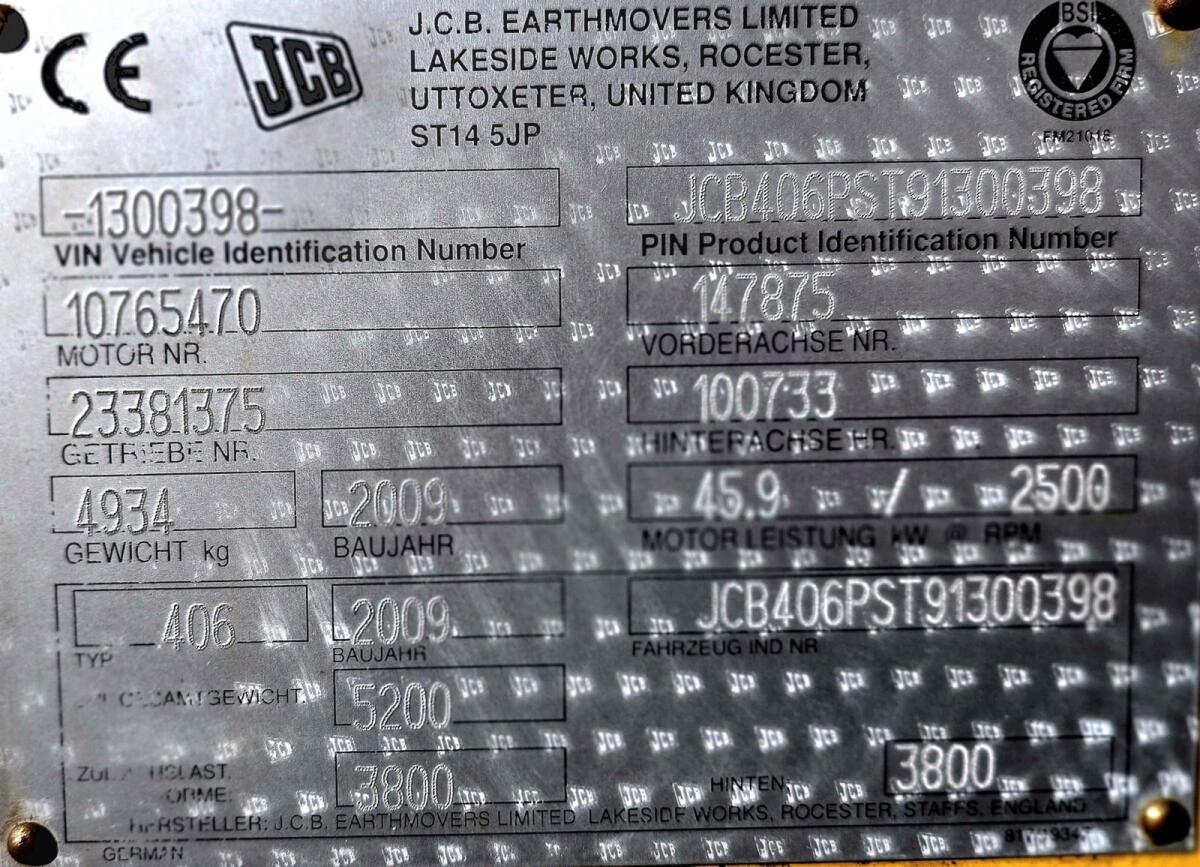 CE
JCB
J.C.B. EARTHMOVERS LIMITED
LAKESIDE WORKS, ROCESTER,
UTTOXETER, UNITED KINGDOM
ST14 5JP
BSI
REGISTERED FIRM
FM21018
-1300398-
VIN Vehicle Identification Number
JCB406PST91300398
PIN Product Identification Number
10765470
MOTOR NR.
147875
VORDERACHSE NR.
23381375
GETRIEBE NR.
100733
HINTERACHSE NR.
4934
GEWICHT kg
2009
BAUJAHR
45.9 / 2500
MOTOR LEISTUNG kW @ RPM
406
TYP
2009
BAUJAHR
JCB406PST91300398
FAHRZEUG IND NR
5200
3800
HINTEN:
3800
HERSTELLER: J.C.B. EARTHMOVERS LIMITED LAKESIDE WORKS, ROCESTER, STAFFS, ENGLAND
GERMAN